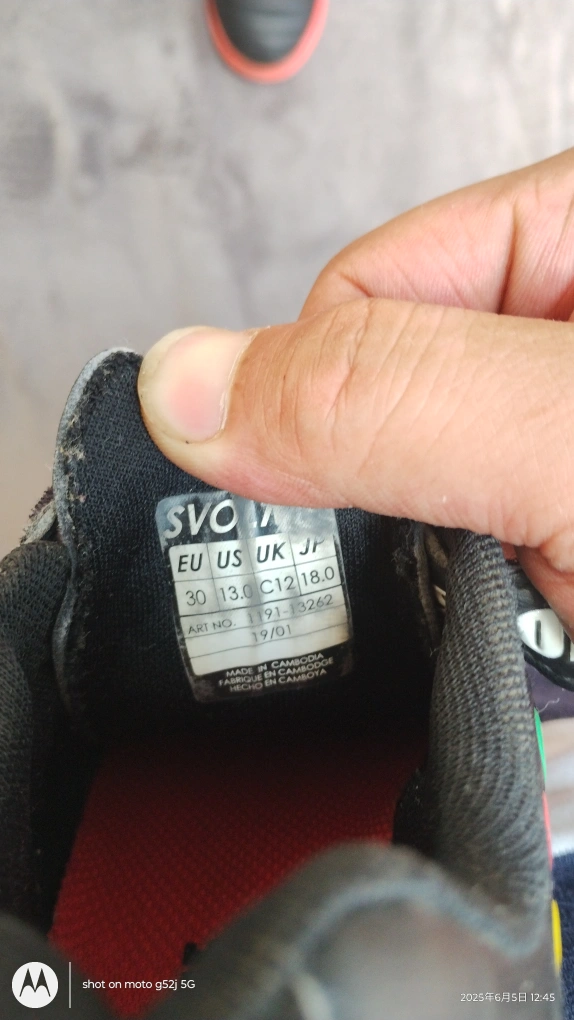 EU US UK JP
30 13.0 C12 18.0
ART NO. 1191-13262
19/01
MADE IN CAMBODIA
FABRIQUE EN CAMBODGE
HECHO EN CAMBOYA
shot on moto g52j 5G
2025年6月5日 12:45